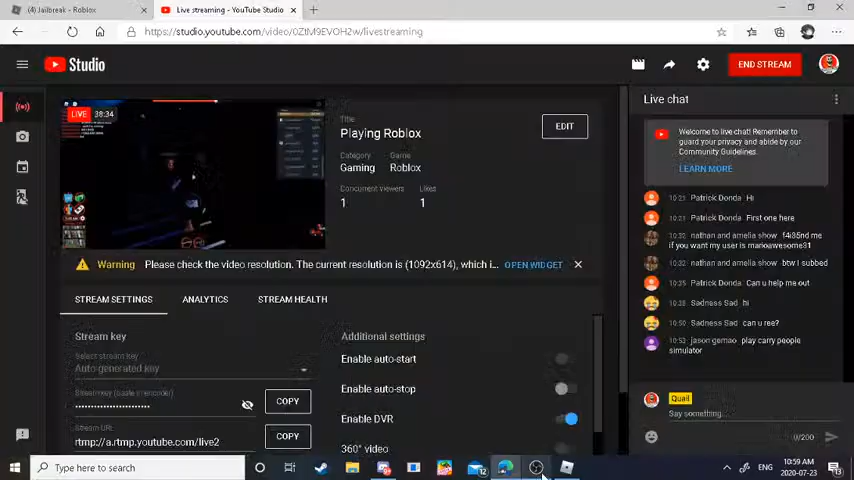 Jailbreak - Roblox
Live streaming - YouTube Studio
https://studio.youtube.com/video/0ZtM9EVOH2w/livestreaming
Studio
END STREAM
LIVE 38:34
Title
Playing Roblox
EDIT
Category
Game
Gaming
Roblox
Concurrent viewers
Likes
1
1
Warning Please check the video resolution. The current resolution is (1092x614), which i... OPEN WIDGET
STREAM SETTINGS
ANALYTICS
STREAM HEALTH
Stream key
Select stream key
Auto generated key
Stream key (paste in encoder)
COPY
Stream URL
rtmp://a.rtmp.youtube.com/live2
COPY
Additional settings
Enable auto-start
Enable auto-stop
Enable DVR
360° video
Live chat
Welcome to live chat! Remember to
guard your privacy and abide by our
Community Guidelines.
LEARN MORE
10:21 Patrick Donda Hi
10:21 Patrick Donda First one here
10:32 nathan and amelia show f4i35nd me
if you want my user is marioawesome31
10:32 nathan and amelia show btw I subbed
10:35 Patrick Donda Can u help me out
Sadness Sad hi
10:50 Sadness Sad can u ree?
10:53 jason gemao play carry people
simulator
Quail
Say something...
0/200
Type here to search
ENG
10:59 AM
2020-07-23